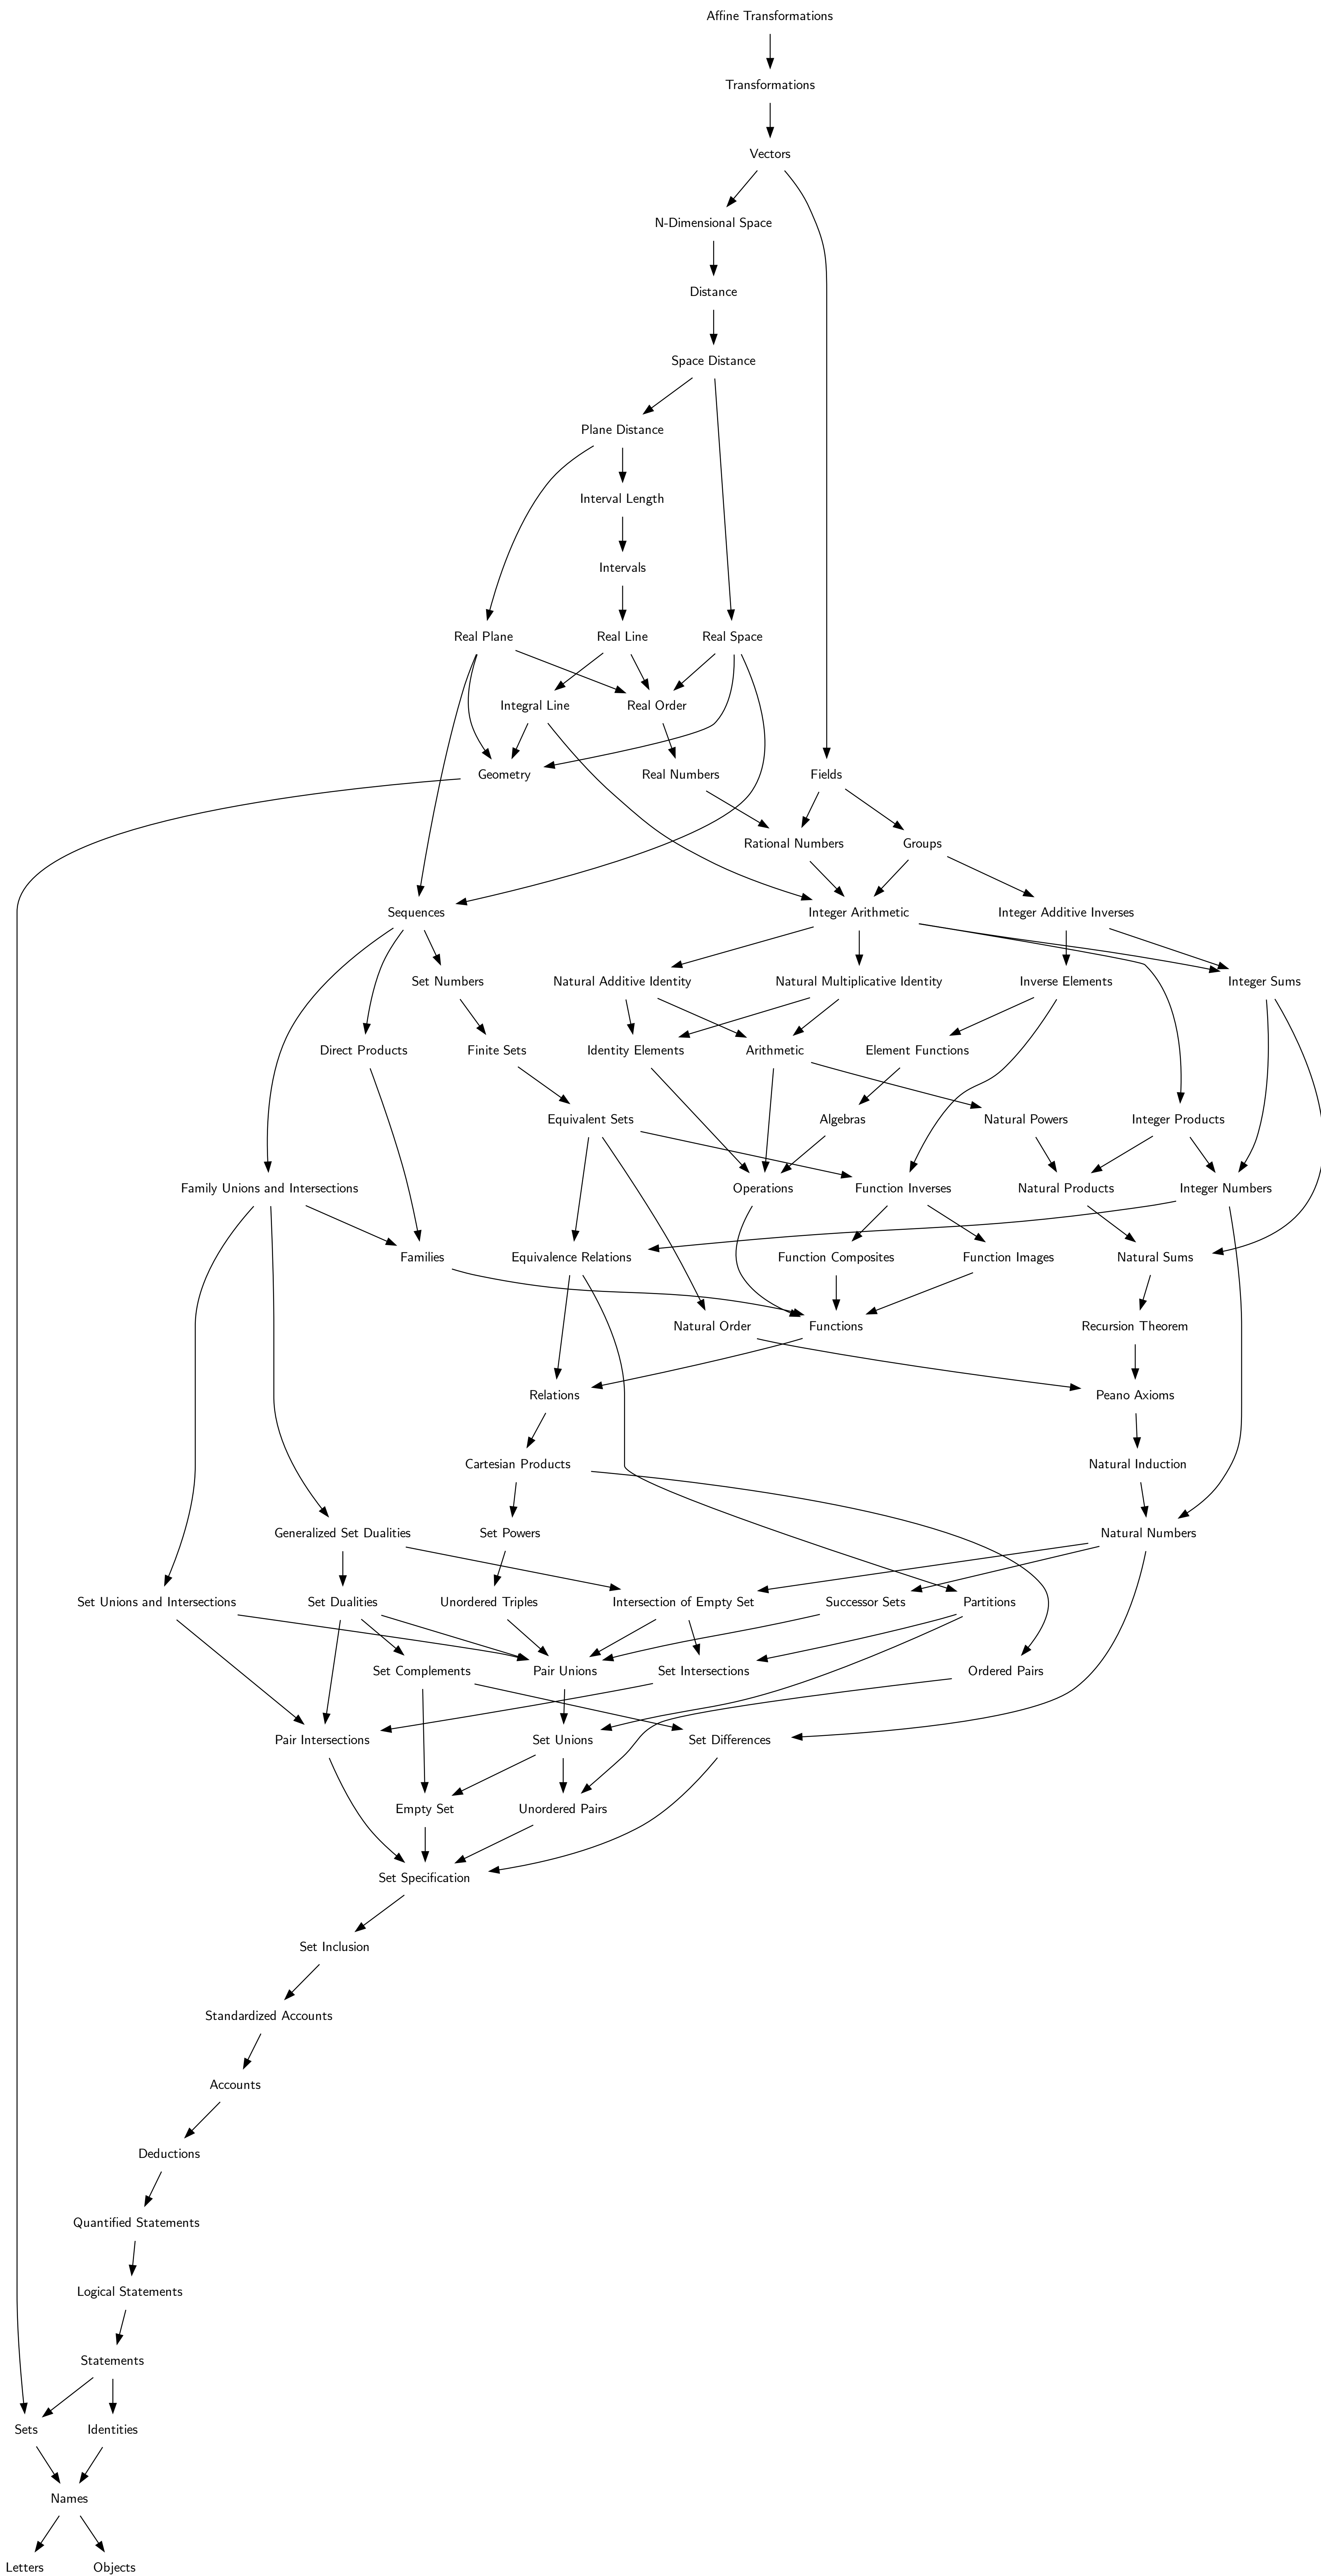 Affine Transformations
Transformations
Vectors
N-Dimensional Space
Distance
Space Distance
Plane Distance
Interval Length
Intervals
Real Plane
Real Line
Real Space
Integral Line
Real Order
Geometry
Real Numbers
Fields
Rational Numbers
Groups
Sequences
Integer Arithmetic
Integer Additive Inverses
Set Numbers
Natural Additive Identity
Natural Multiplicative Identity
Inverse Elements
Integer Sums
Direct Products
Finite Sets
Identity Elements
Arithmetic
Element Functions
Equivalent Sets
Algebras
Natural Powers
Integer Products
Family Unions and Intersections
Operations
Function Inverses
Natural Products
Integer Numbers
Families
Equivalence Relations
Function Composites
Function Images
Natural Sums
Natural Order
Functions
Recursion Theorem
Relations
Peano Axioms
Cartesian Products
Natural Induction
Generalized Set Dualities
Set Powers
Natural Numbers
Set Unions and Intersections
Set Dualities
Unordered Triples
Intersection of Empty Set
Successor Sets
Partitions
Set Complements
Pair Unions
Set Intersections
Ordered Pairs
Pair Intersections
Set Unions
Set Differences
Empty Set
Unordered Pairs
Set Specification
Set Inclusion
Standardized Accounts
Accounts
Deductions
Quantified Statements
Logical Statements
Statements
Sets
Identities
Names
Letters
Objects